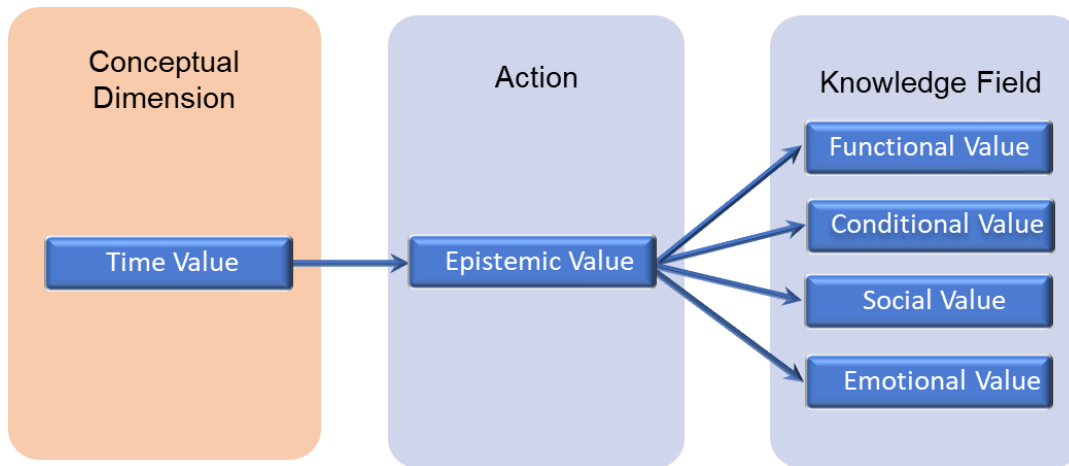 Conceptual
Dimension
Time Value
Action
Epistemic Value
Knowledge Field
Functional Value
Conditional Value
Social Value
Emotional Value